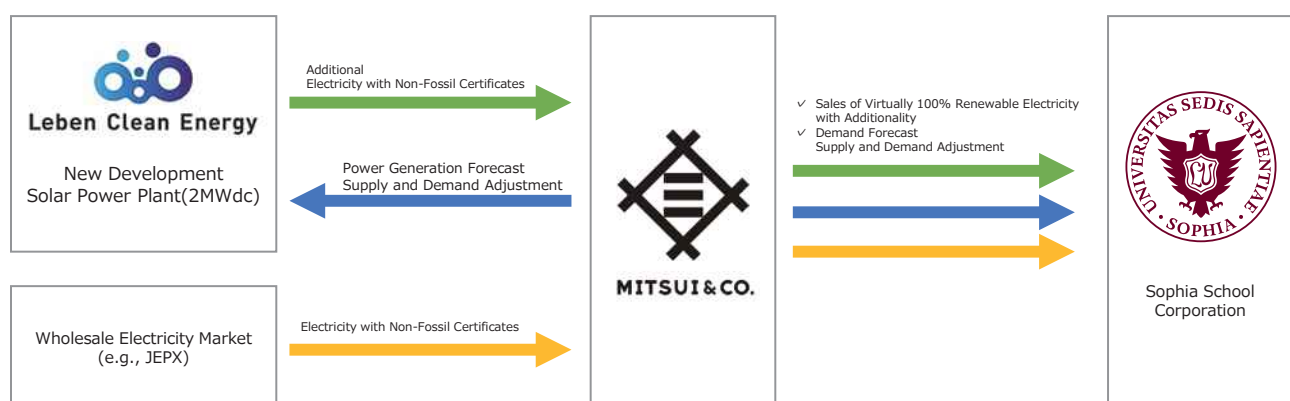 Leben Clean Energy
New Development
Solar Power Plant(2MWdc)
Additional
Electricity with Non-Fossil Certificates
Power Generation Forecast
Supply and Demand Adjustment
Wholesale Electricity Market
(e.g., JEPX)
Electricity with Non-Fossil Certificates
MITSUI & CO.
✓ Sales of Virtually 100% Renewable Electricity
with Additionality
✓ Demand Forecast
Supply and Demand Adjustment
UNIVERSITAS SEDIS SAPIENTIAE
· SOPHIA ·
LU
Sophia School
Corporation